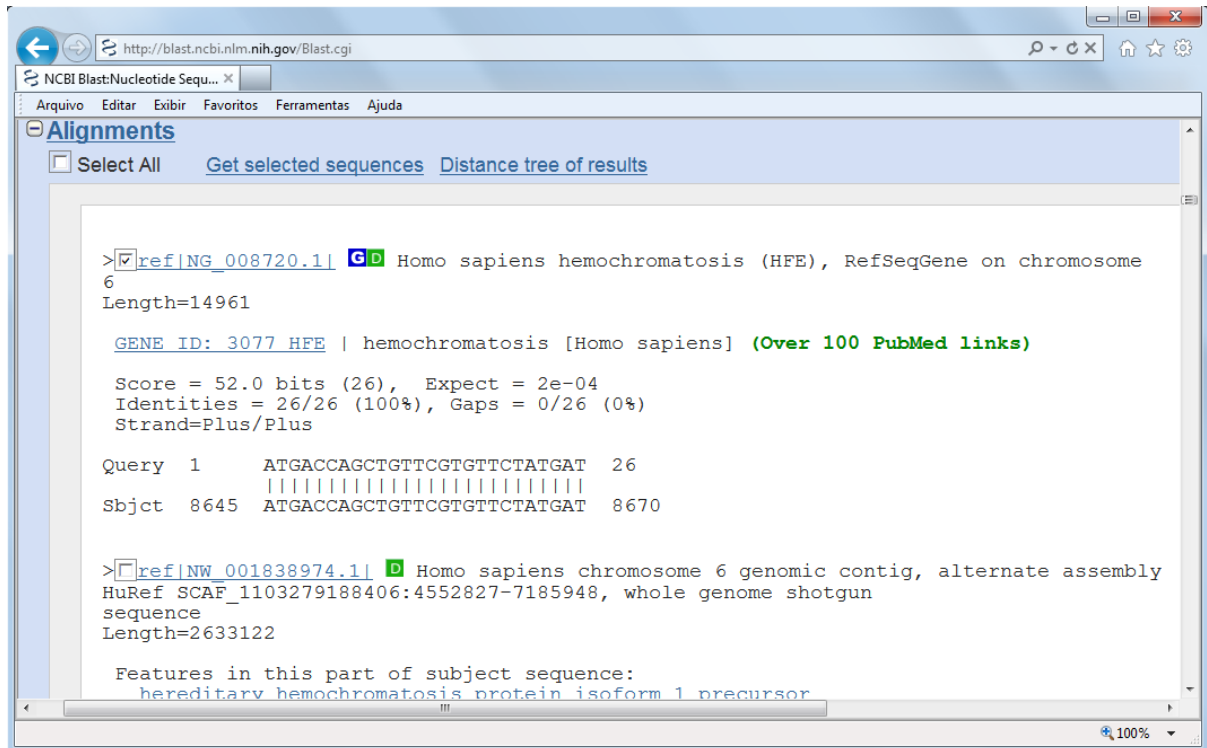 http://blast.ncbi.nlm.nih.gov/Blast.cgi
NCBI Blast:Nucleotide Sequ...
Arquivo Editar Exibir Favoritos Ferramentas Ajuda
Alignments
Select All Get selected sequences Distance tree of results
>ref|NG_008720.1| G D Homo sapiens hemochromatosis (HFE), RefSeqGene on chromosome
6
Length=14961
GENE ID: 3077 HFE | hemochromatosis [Homo sapiens] (Over 100 PubMed links)
Score = 52.0 bits (26), Expect = 2e-04
Identities = 26/26 (100%), Gaps = 0/26 (0%)
Strand=Plus/Plus
Query 1 ATGACCAGCTGTTCGTGTTCTATGAT 26
||||||||||||||||||||||||||
Sbjct 8645 ATGACCAGCTGTTCGTGTTCTATGAT 8670
>ref|NW_001838974.1| D Homo sapiens chromosome 6 genomic contig, alternate assembly
HuRef SCAF_1103279188406:4552827-7185948, whole genome shotgun
sequence
Length=2633122
Features in this part of subject sequence:
hereditary hemochromatosis protein isoform 1 precursor
100%